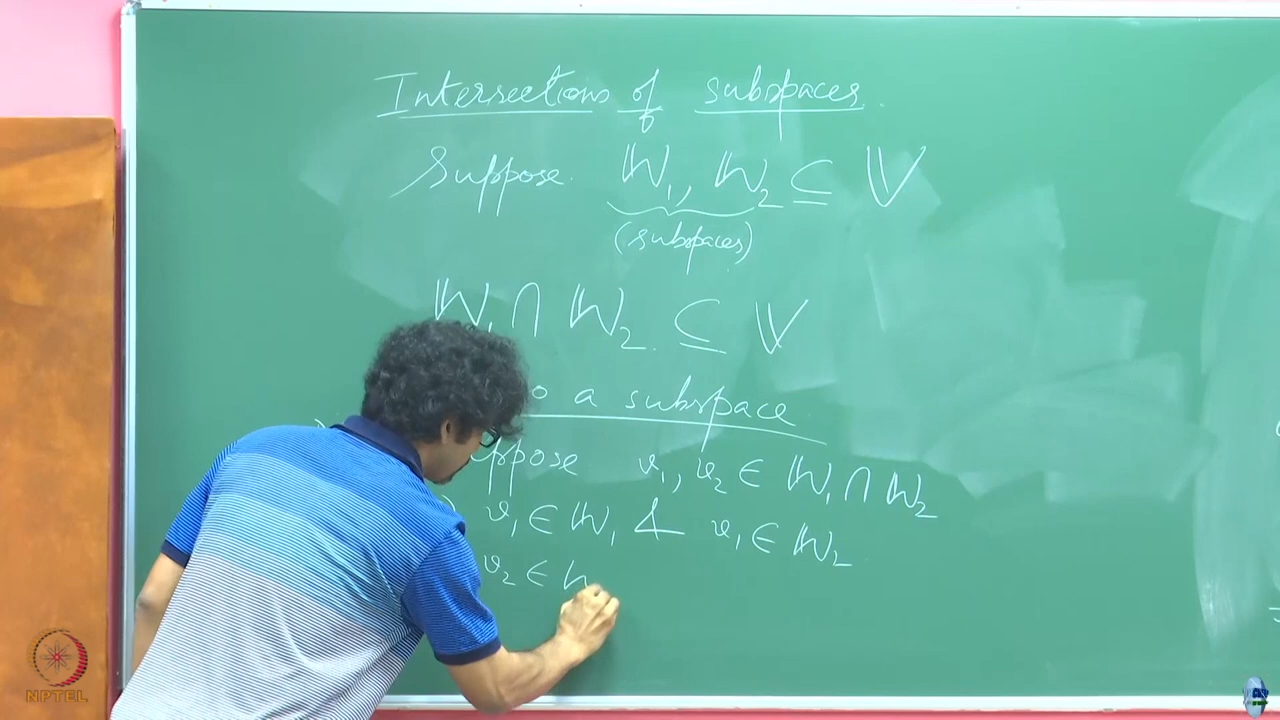 Intersections of subspaces.
Suppose 𝕎₁, 𝕎₂ ⊆ 𝕍
(subspaces)
𝕎₁ ∩ 𝕎₂ ⊆ 𝕍
a subspace
v₁, v₂ ∈ 𝕎₁ ∩ 𝕎₂
v₁ ∈ 𝕎₁ & v₁ ∈ 𝕎₂
v₂ ∈
NPTEL